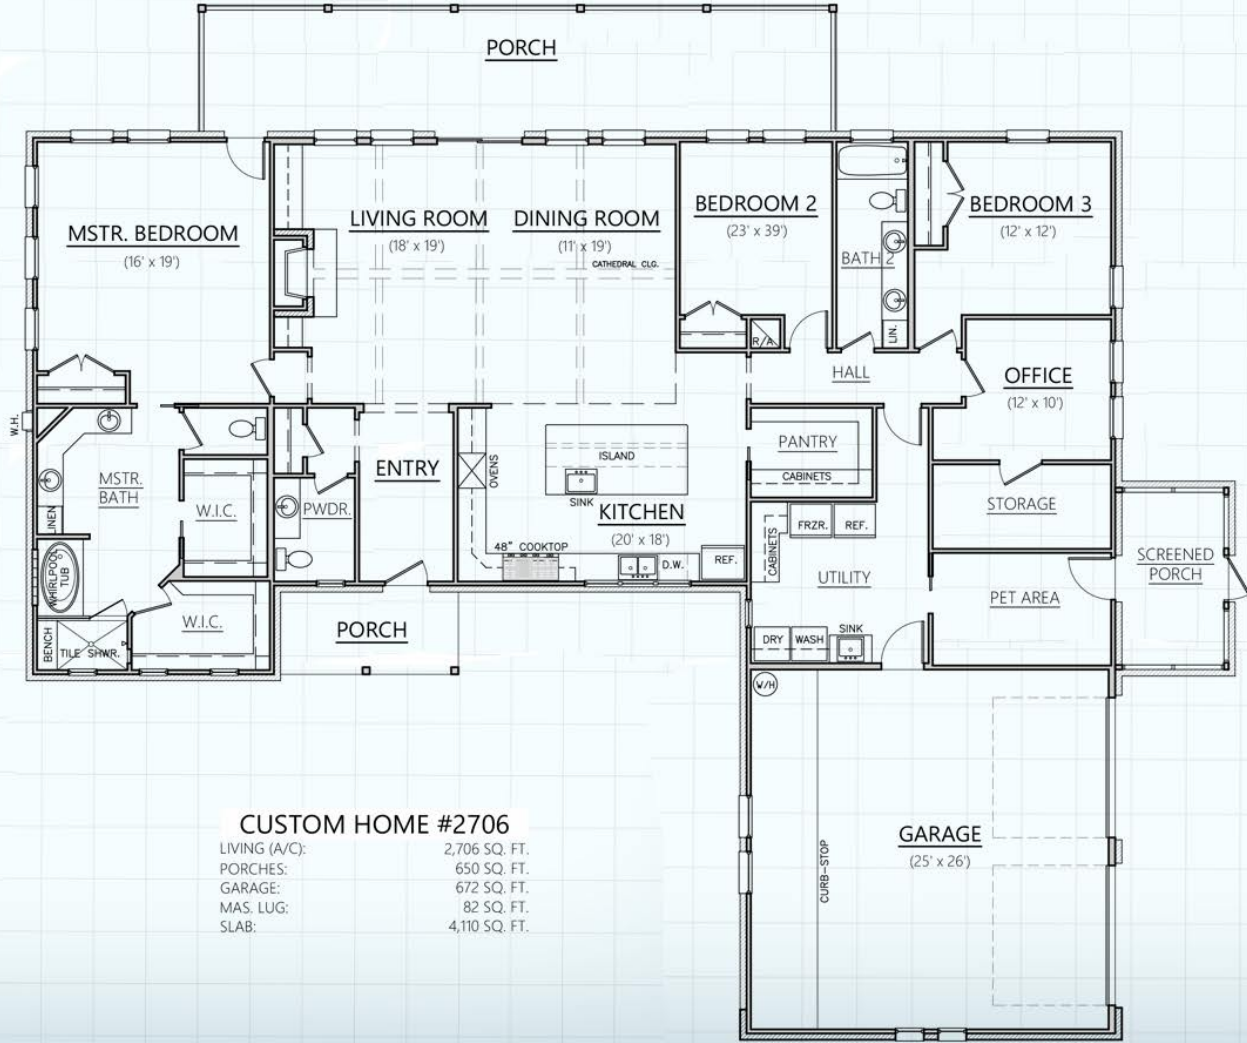 PORCH
MSTR. BEDROOM
(16' x 19')
LIVING ROOM
(18' x 19')
DINING ROOM
(11' x 19')
CATHEDRAL CLG.
BEDROOM 2
(23' x 39')
BATH 2
BEDROOM 3
(12' x 12')
R/A
LIN.
HALL
OFFICE
(12' x 10')
W.H.
MSTR.
BATH
LINEN
W.I.C.
PWDR.
ENTRY
OVENS
ISLAND
SINK
KITCHEN
(20' x 18')
48" COOKTOP
D.W.
REF.
PANTRY
CABINETS
FRZR.
REF.
CABINETS
STORAGE
UTILITY
PET AREA
SCREENED
PORCH
WHIRLPOOL
TUB
W.I.C.
BENCH
TILE SHWR.
PORCH
DRY
WASH
SINK
W/H
CURB-STOP
GARAGE
(25' x 26')
CUSTOM HOME #2706
LIVING (A/C): 2,706 SQ. FT.
PORCHES: 650 SQ. FT.
GARAGE: 672 SQ. FT.
MAS. LUG: 82 SQ. FT.
SLAB: 4,110 SQ. FT.